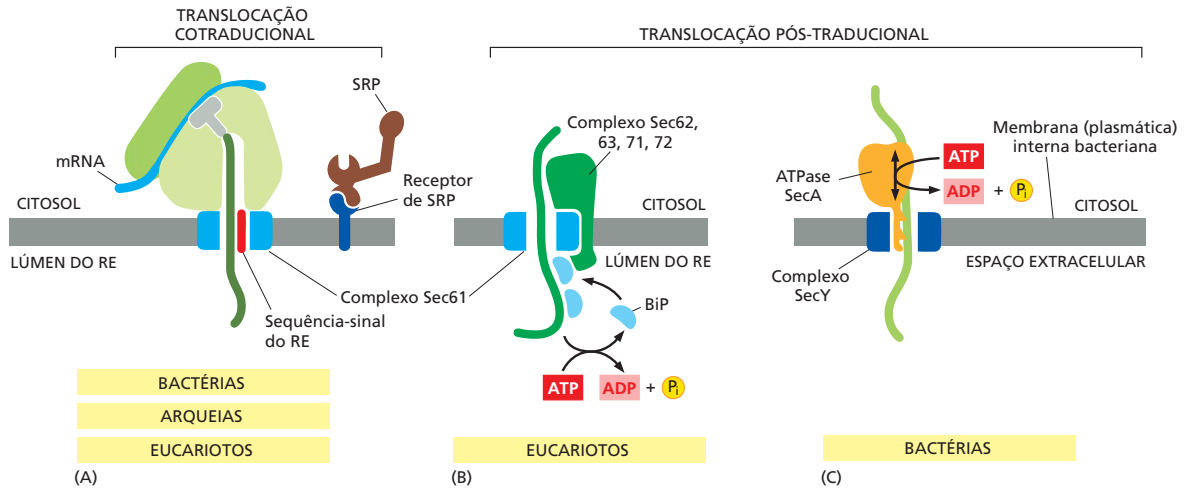 TRANSLOCAÇÃO
COTRADUCIONAL
SRP
mRNA
Receptor
de SRP
CITOSOL
LÚMEN DO RE
Complexo Sec61
Sequência-sinal
do RE
BACTÉRIAS
ARQUEIAS
EUCARIOTOS
(A)
TRANSLOCAÇÃO PÓS-TRADUCIONAL
Complexo Sec62,
63, 71, 72
CITOSOL
LÚMEN DO RE
BiP
ATP
ADP + Pi
EUCARIOTOS
(B)
Membrana (plasmática)
interna bacteriana
ATPase
SecA
ATP
ADP + Pi
CITOSOL
ESPAÇO EXTRACELULAR
Complexo
SecY
BACTÉRIAS
(C)